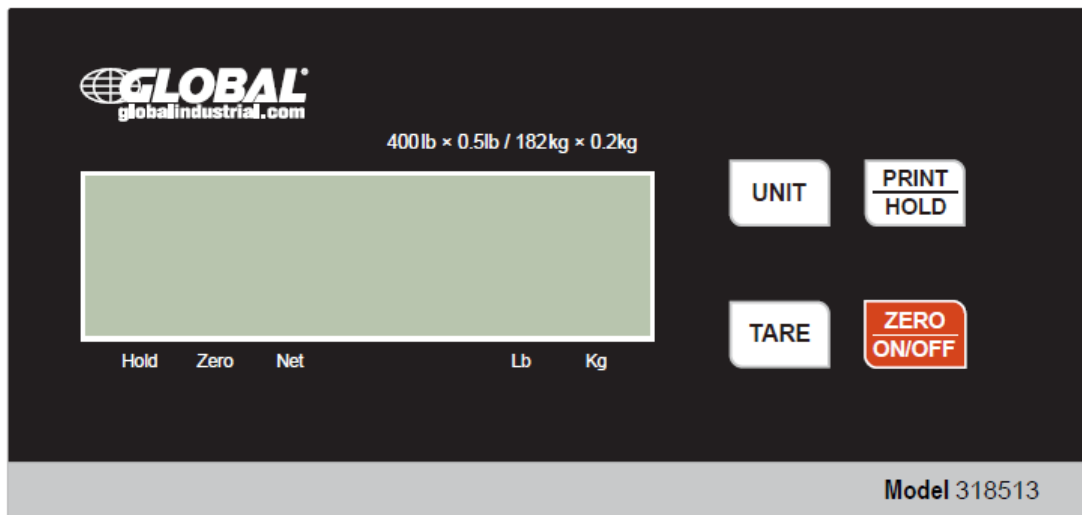 GLOBAL
globalindustrial.com
400lb × 0.5lb / 182kg × 0.2kg
UNIT
PRINT
HOLD
Hold Zero Net Lb Kg
TARE
ZERO
ON/OFF
Model 318513